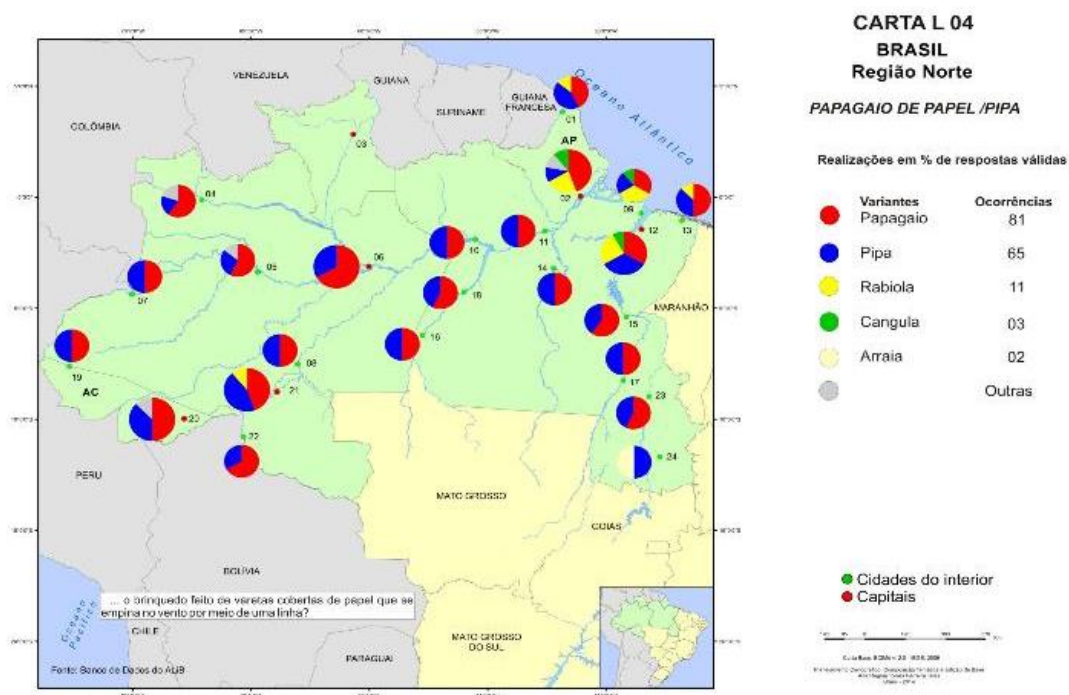 CARTA L 04
BRASIL
Região Norte
PAPAGAIO DE PAPEL /PIPA
Realizações em % de respostas válidas
Variantes Ocorrências
Papagaio 81
Pipa 65
Rabiola 11
Cangula 03
Arraia 02
Outras
Cidades do interior
Capitais
VENEZUELA
GUIANA
SURINAME
GUIANA
FRANCESA
COLÔMBIA
Oceano Atlântico
AP
01
02
03
04
05
06
07
08
09
10
11
12
13
14
15
16
17
18
19
20
21
22
23
24
AC
MARANHÃO
PERU
MATO GROSSO
GOIÁS
BOLÍVIA
... o brinquedo feito de varetas cobertas de papel que se
empina no vento por meio de uma linha?
Oceano
Pacífico
CHILE
PARAGUAI
MATO GROSSO
DO SUL
Fonte: Banco de Dados do ALiB